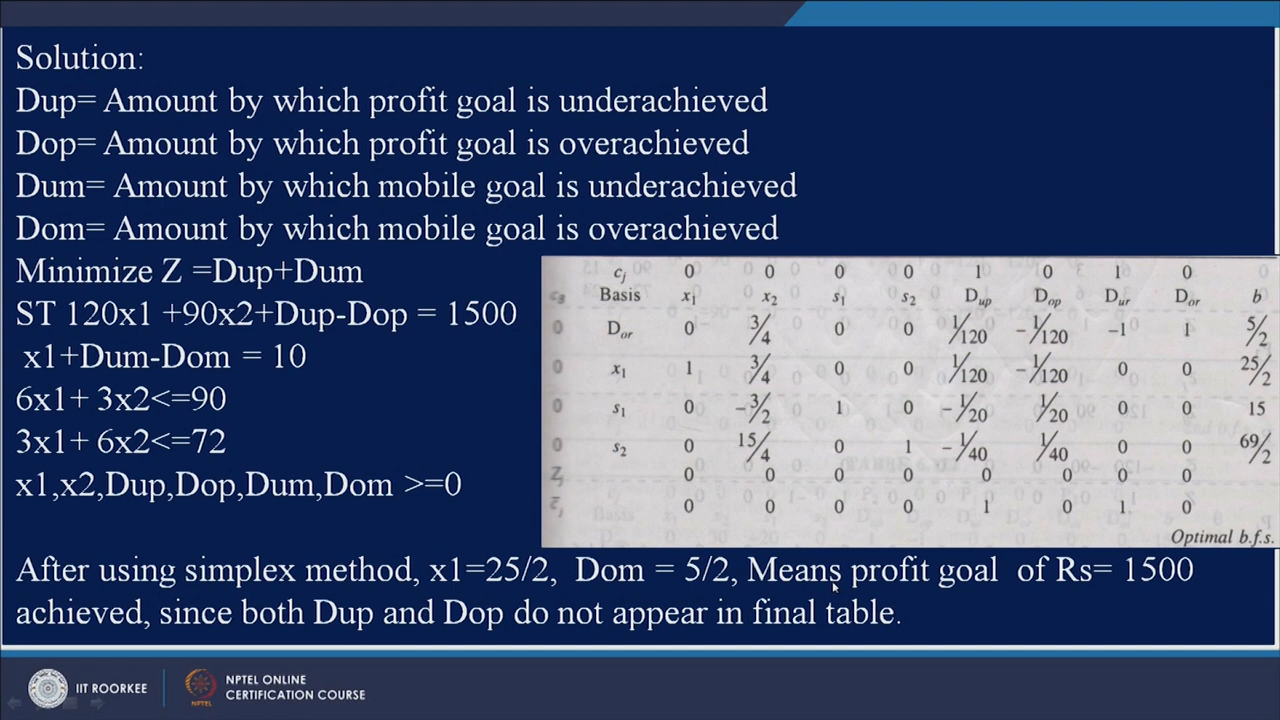 Solution:
Dup= Amount by which profit goal is underachieved
Dop= Amount by which profit goal is overachieved
Dum= Amount by which mobile goal is underachieved
Dom= Amount by which mobile goal is overachieved
Minimize Z =Dup+Dum
ST 120x1 +90x2+Dup-Dop = 1500
x1+Dum-Dom = 10
6x1+ 3x2<=90
3x1+ 6x2<=72
x1,x2,Dup,Dop,Dum,Dom >=0
cj 0 0 0 0 1 0 1 0
cB Basis x1 x2 s1 s2 Dup Dop Dur Dor b
0 Dor 0 3/4 0 0 1/120 -1/120 -1 1 5/2
0 x1 1 3/4 0 0 1/120 -1/120 0 0 25/2
0 s1 0 -3/2 1 0 -1/20 1/20 0 0 15
0 s2 0 15/4 0 1 -1/40 1/40 0 0 69/2
Zj 0 0 0 0 0 0 0 0
c̄j 0 0 0 0 1 0 1 0
Optimal b.f.s.
After using simplex method, x1=25/2, Dom = 5/2, Means profit goal of Rs= 1500
achieved, since both Dup and Dop do not appear in final table.
IIT ROORKEE
NPTEL
NPTEL ONLINE
CERTIFICATION COURSE